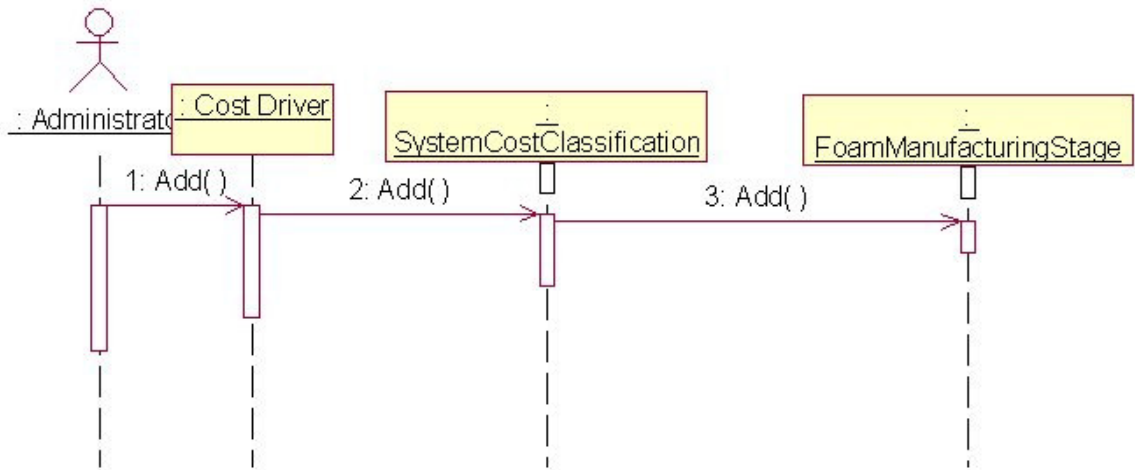 : Administrato
: Cost Driver
:
SystemCostClassification
:
FoamManufacturingStage
1: Add( )
2: Add( )
3: Add( )